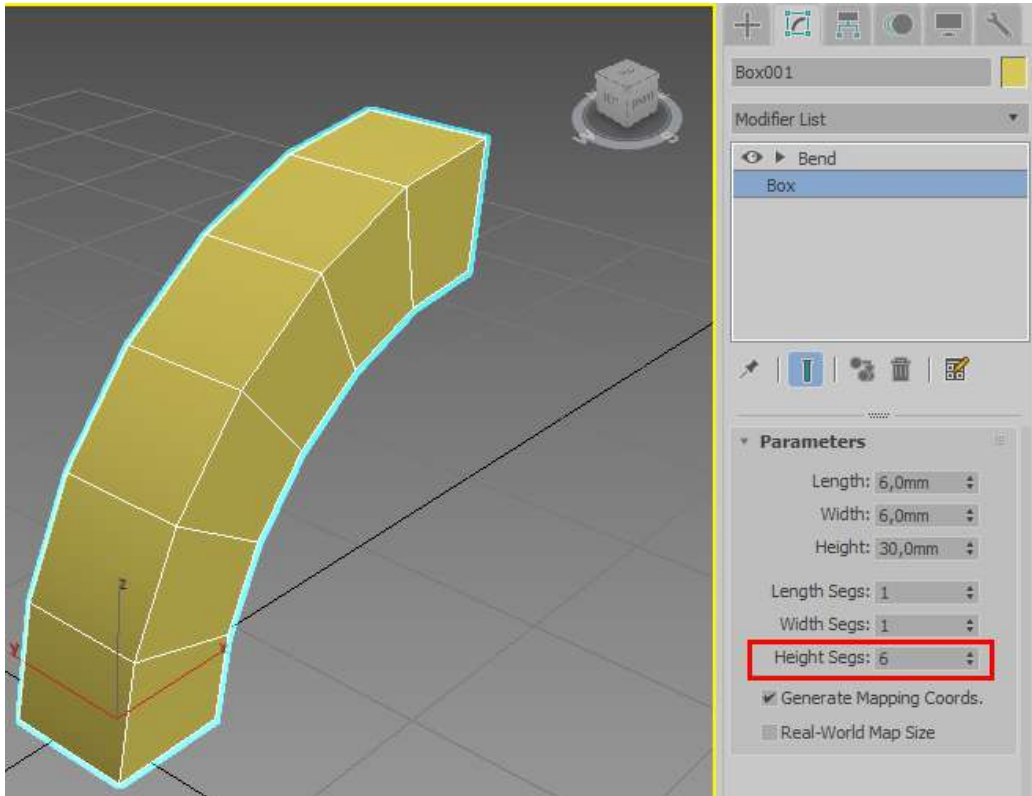 Box001
Modifier List
Bend
Box
Parameters
Length: 6,0mm
Width: 6,0mm
Height: 30,0mm
Length Segs: 1
Width Segs: 1
Height Segs: 6
Generate Mapping Coords.
Real-World Map Size
z